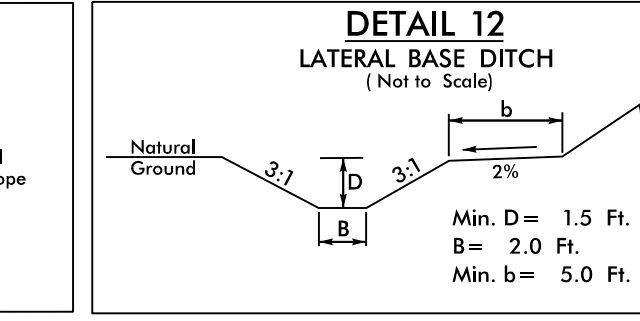 DETAIL 12
LATERAL BASE DITCH
( Not to Scale)
b
Natural
Ground
3:1
D
3:1
2%
B
ope
Min. D = 1.5 Ft.
B= 2.0 Ft.
Min. b= 5.0 Ft.